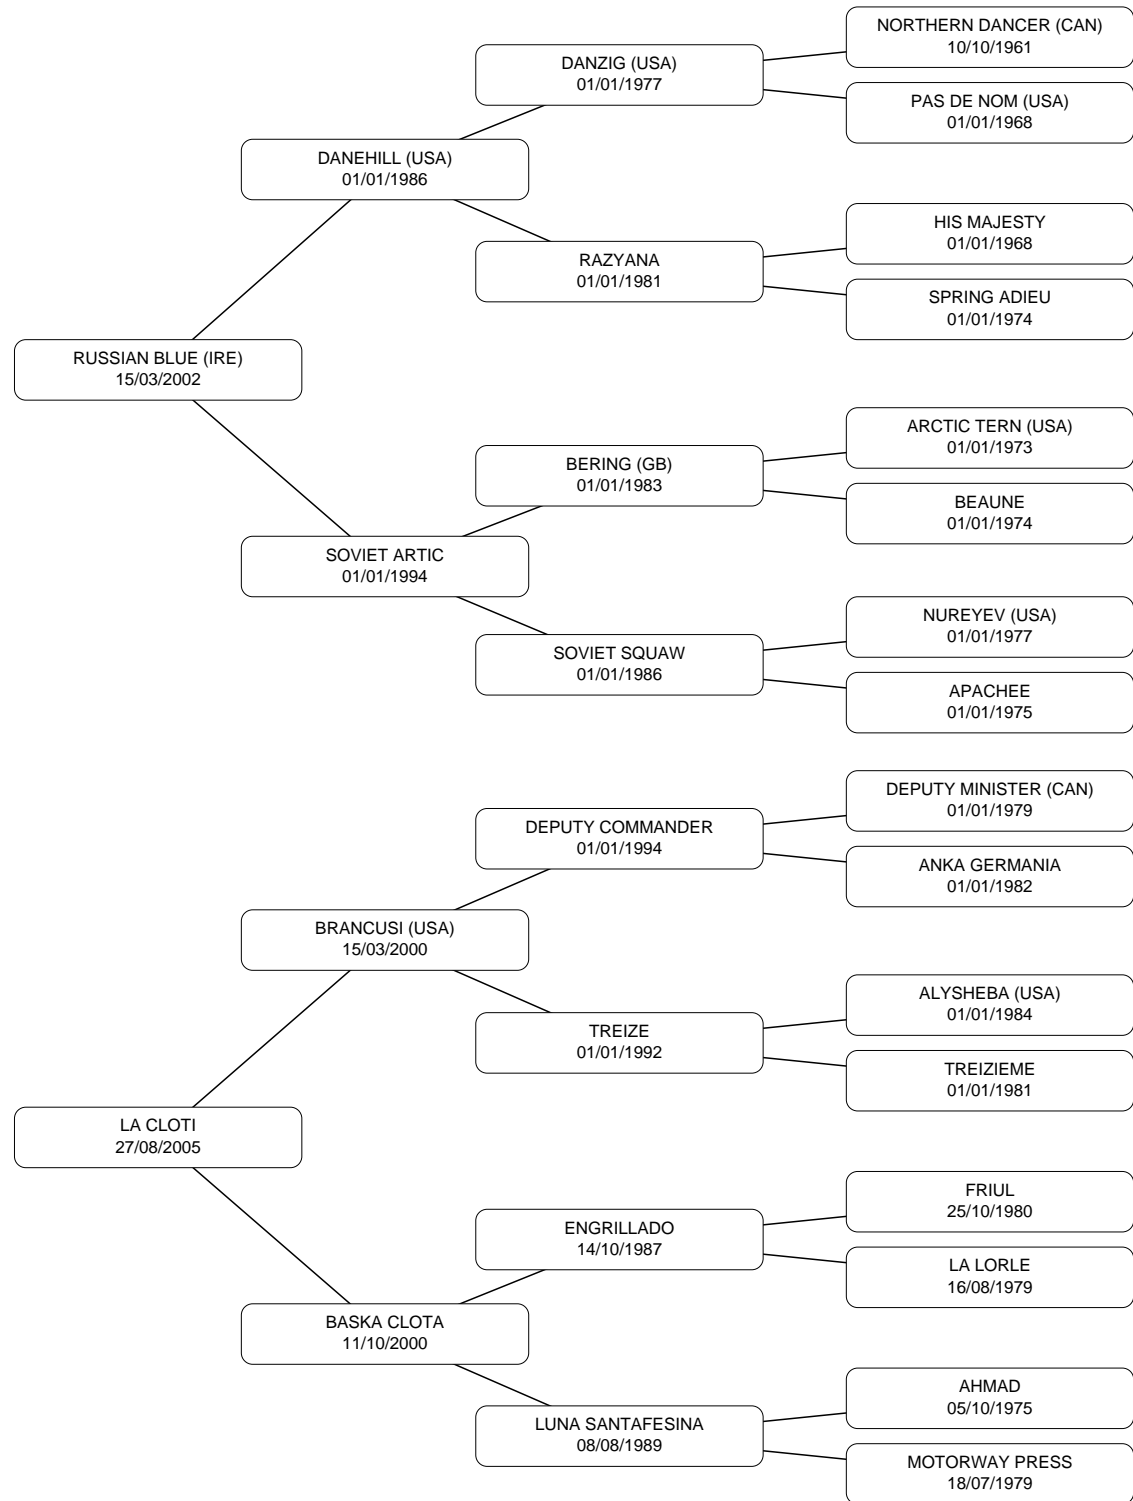 NORTHERN DANCER (CAN)
10/10/1961
DANZIG (USA)
01/01/1977
PAS DE NOM (USA)
01/01/1968
DANEHILL (USA)
01/01/1986
HIS MAJESTY
01/01/1968
RAZYANA
01/01/1981
SPRING ADIEU
01/01/1974
RUSSIAN BLUE (IRE)
15/03/2002
ARCTIC TERN (USA)
01/01/1973
BERING (GB)
01/01/1983
BEAUNE
01/01/1974
SOVIET ARTIC
01/01/1994
NUREYEV (USA)
01/01/1977
SOVIET SQUAW
01/01/1986
APACHEE
01/01/1975
DEPUTY MINISTER (CAN)
01/01/1979
DEPUTY COMMANDER
01/01/1994
ANKA GERMANIA
01/01/1982
BRANCUSI (USA)
15/03/2000
ALYSHEBA (USA)
01/01/1984
TREIZE
01/01/1992
TREIZIEME
01/01/1981
LA CLOTI
27/08/2005
FRIUL
25/10/1980
ENGRILLADO
14/10/1987
LA LORLE
16/08/1979
BASKA CLOTA
11/10/2000
AHMAD
05/10/1975
LUNA SANTAFESINA
08/08/1989
MOTORWAY PRESS
18/07/1979